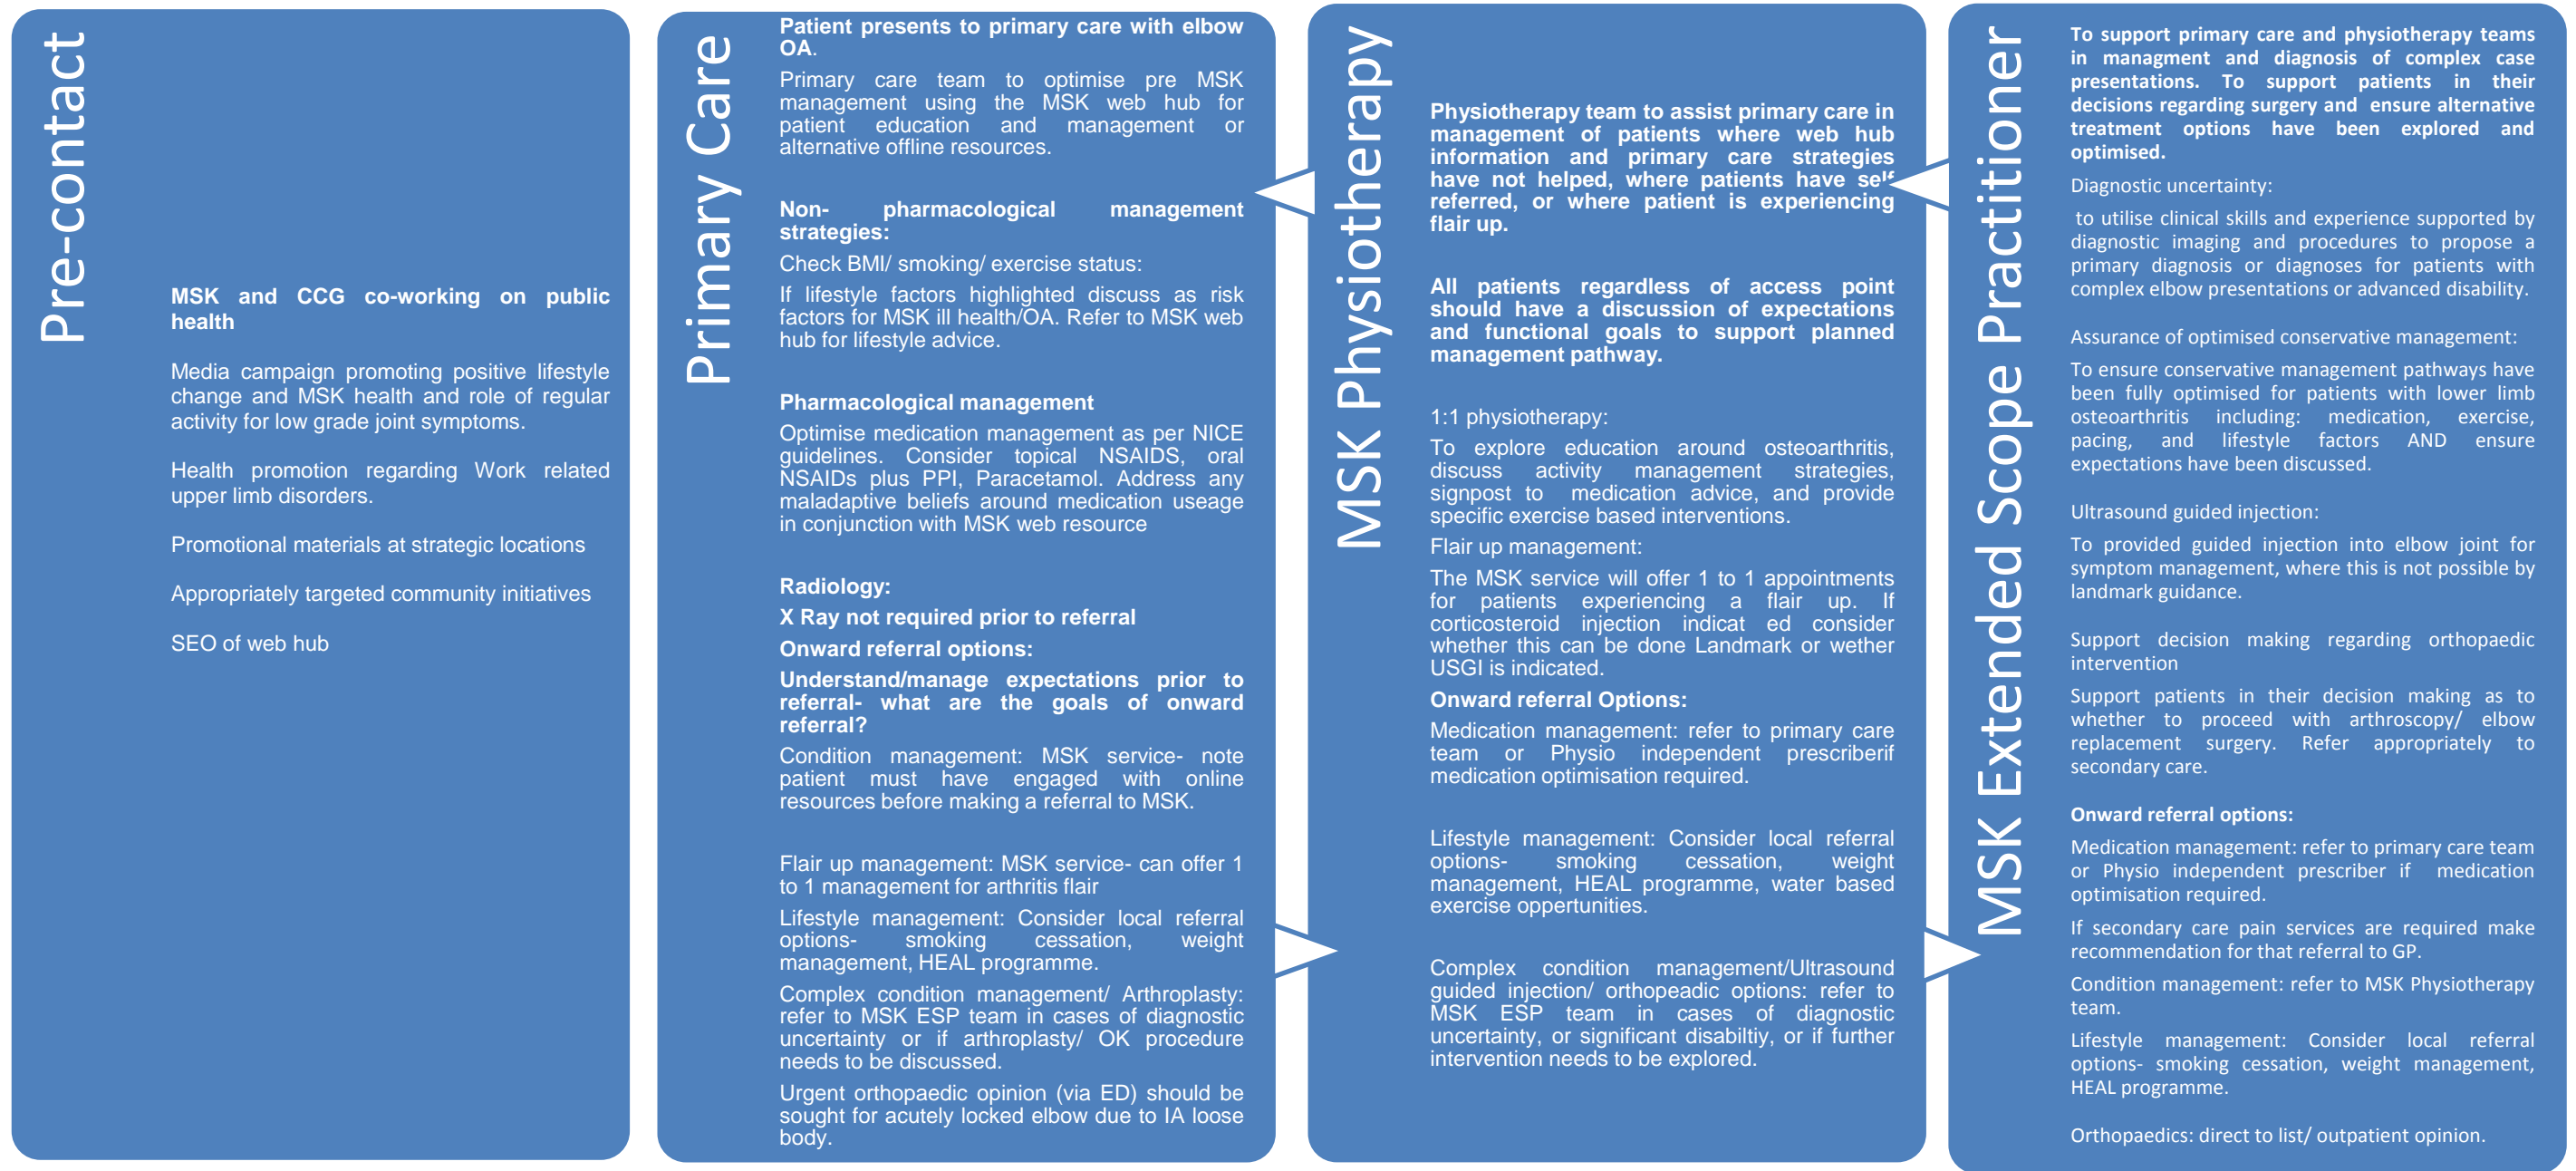 Pre-contact
MSK and CCG co-working on public
health
Media campaign promoting positive lifestyle
change and MSK health and role of regular
activity for low grade joint symptoms.
Health promotion regarding Work related
upper limb disorders.
Promotional materials at strategic locations
Appropriately targeted community initiatives
SEO of web hub
Primary Care
Patient presents to primary care with elbow
OA.
Primary care team to optimise pre MSK
management using the MSK web hub for
patient education and management or
alternative offline resources.
Non- pharmacological management
strategies:
Check BMI/ smoking/ exercise status:
If lifestyle factors highlighted discuss as risk
factors for MSK ill health/OA. Refer to MSK web
hub for lifestyle advice.
Pharmacological management
Optimise medication management as per NICE
guidelines. Consider topical NSAIDS, oral
NSAIDs plus PPI, Paracetamol. Address any
maladaptive beliefs around medication useage
in conjunction with MSK web resource
Radiology:
X Ray not required prior to referral
Onward referral options:
Understand/manage expectations prior to
referral- what are the goals of onward
referral?
Condition management: MSK service- note
patient must have engaged with online
resources before making a referral to MSK.
Flair up management: MSK service- can offer 1
to 1 management for arthritis flair
Lifestyle management: Consider local referral
options- smoking cessation, weight
management, HEAL programme.
Complex condition management/ Arthroplasty:
refer to MSK ESP team in cases of diagnostic
uncertainty or if arthroplasty/ OK procedure
needs to be discussed.
Urgent orthopaedic opinion (via ED) should be
sought for acutely locked elbow due to IA loose
body.
MSK Physiotherapy
Physiotherapy team to assist primary care in
management of patients where web hub
information and primary care strategies
have not helped, where patients have self
referred, or where patient is experiencing
flair up.
All patients regardless of access point
should have a discussion of expectations
and functional goals to support planned
management pathway.
1:1 physiotherapy:
To explore education around osteoarthritis,
discuss activity management strategies,
signpost to medication advice, and provide
specific exercise based interventions.
Flair up management:
The MSK service will offer 1 to 1 appointments
for patients experiencing a flair up. If
corticosteroid injection indicat ed consider
whether this can be done Landmark or wether
USGI is indicated.
Onward referral Options:
Medication management: refer to primary care
team or Physio independent prescriberif
medication optimisation required.
Lifestyle management: Consider local referral
options- smoking cessation, weight
management, HEAL programme, water based
exercise oppertunities.
Complex condition management/Ultrasound
guided injection/ orthopeadic options: refer to
MSK ESP team in cases of diagnostic
uncertainty, or significant disabiltiy, or if further
intervention needs to be explored.
MSK Extended Scope Practitioner
To support primary care and physiotherapy teams
in managment and diagnosis of complex case
presentations. To support patients in their
decisions regarding surgery and ensure alternative
treatment options have been explored and
optimised.
Diagnostic uncertainty:
to utilise clinical skills and experience supported by
diagnostic imaging and procedures to propose a
primary diagnosis or diagnoses for patients with
complex elbow presentations or advanced disability.
Assurance of optimised conservative management:
To ensure conservative management pathways have
been fully optimised for patients with lower limb
osteoarthritis including: medication, exercise,
pacing, and lifestyle factors AND ensure
expectations have been discussed.
Ultrasound guided injection:
To provided guided injection into elbow joint for
symptom management, where this is not possible by
landmark guidance.
Support decision making regarding orthopaedic
intervention
Support patients in their decision making as to
whether to proceed with arthroscopy/ elbow
replacement surgery. Refer appropriately to
secondary care.
Onward referral options:
Medication management: refer to primary care team
or Physio independent prescriber if medication
optimisation required.
If secondary care pain services are required make
recommendation for that referral to GP.
Condition management: refer to MSK Physiotherapy
team.
Lifestyle management: Consider local referral
options- smoking cessation, weight management,
HEAL programme.
Orthopaedics: direct to list/ outpatient opinion.